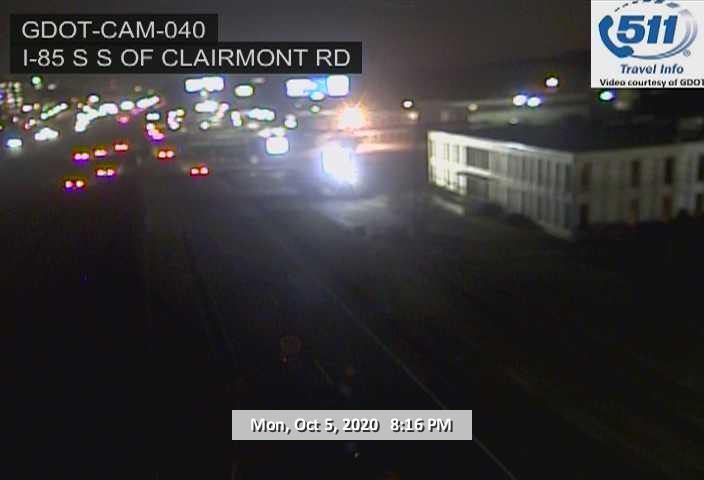 GDOT-CAM-040
I-85 S S OF CLAIRMONT RD
511
Travel Info
Video courtesy of GDOT
Mon, Oct 5, 2020 8:16 PM